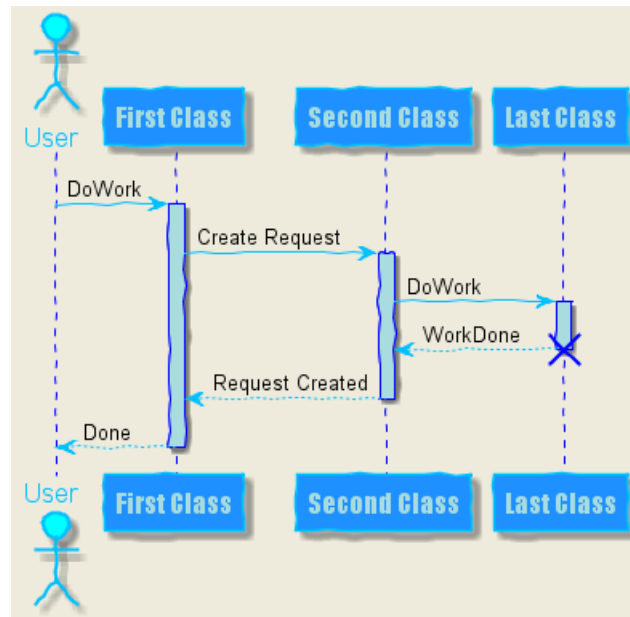 User
First Class
Second Class
Last Class
DoWork
Create Request
DoWork
WorkDone
Request Created
Done
User
First Class
Second Class
Last Class